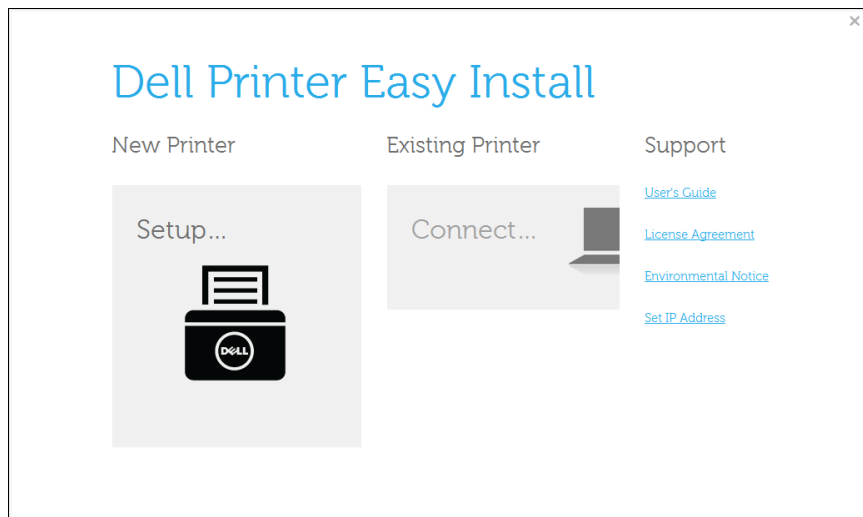 Dell Printer Easy Install
New Printer
Existing Printer
Support
Setup...
DELL
Connect...
User's Guide
License Agreement
Environmental Notice
Set IP Address